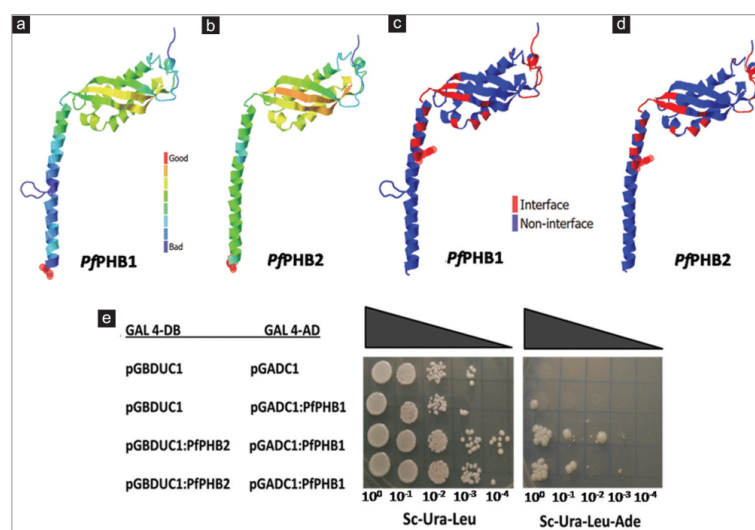 a
b
c
d
Good
Bad
PfPHB1
PfPHB2
Interface
Non-interface
PfPHB1
PfPHB2
e
GAL 4-DB GAL 4-AD
pGBDUC1 pGADC1
pGBDUC1 pGADC1:PfPHB1
pGBDUC1:PfPHB2 pGADC1:PfPHB1
pGBDUC1:PfPHB2 pGADC1:PfPHB1
10⁰ 10⁻¹ 10⁻² 10⁻³ 10⁻⁴ 10⁰ 10⁻¹ 10⁻² 10⁻³ 10⁻⁴
Sc-Ura-Leu Sc-Ura-Leu-Ade